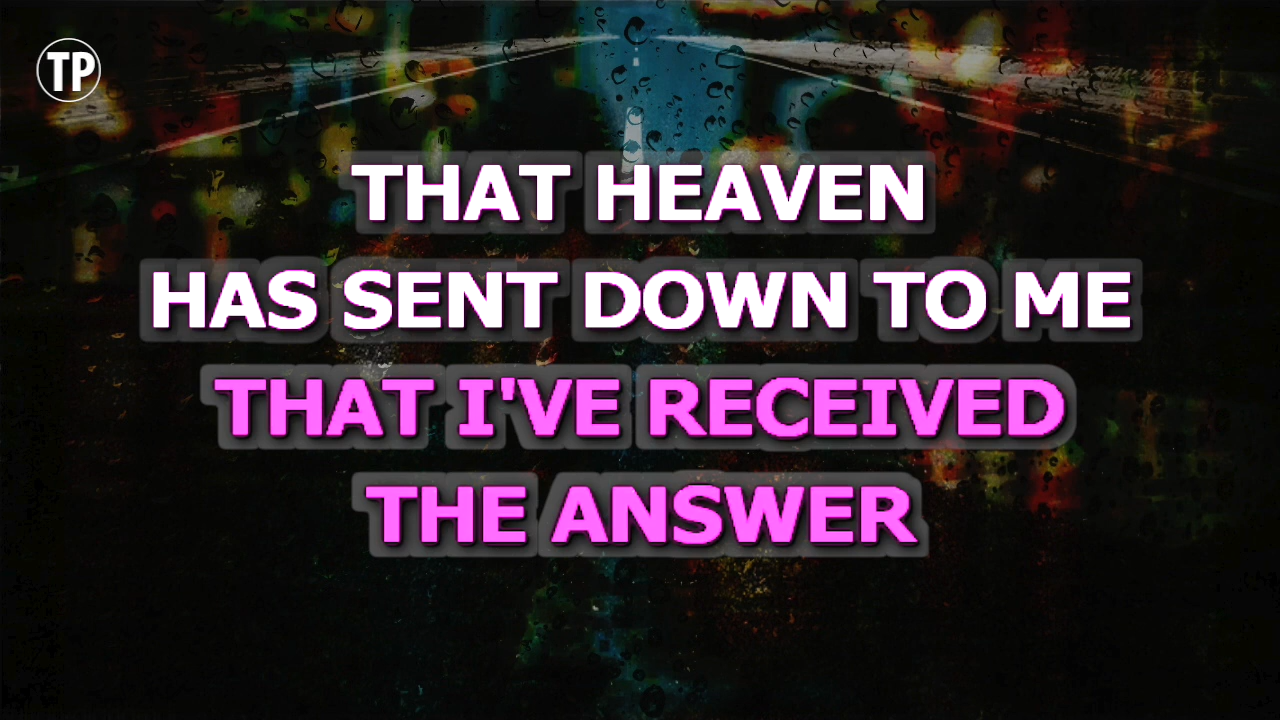 TP
THAT HEAVEN
HAS SENT DOWN TO ME
THAT I'VE RECEIVED
THE ANSWER